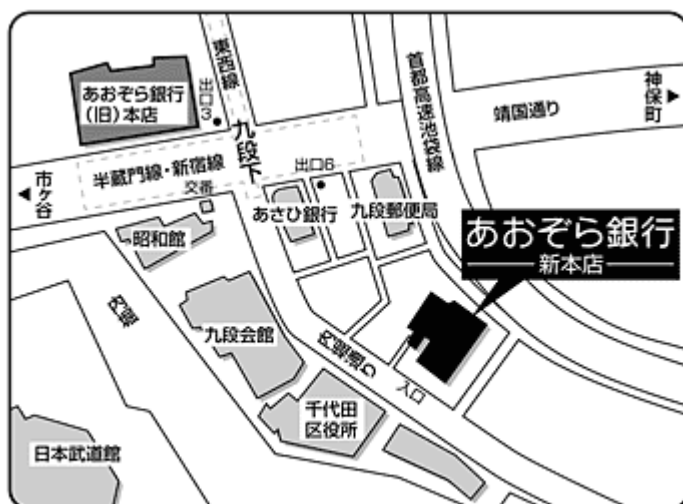 東西線
出口3
あおぞら銀行
(旧)本店
九段下
首都高速池袋線
靖国通り
神保町▶
◀市ヶ谷
半蔵門線・新宿線
交番
出口6
あさひ銀行
九段郵便局
昭和館
あおぞら銀行
新本店
内堀
九段会館
内堀通り
入口
千代田
区役所
日本武道館